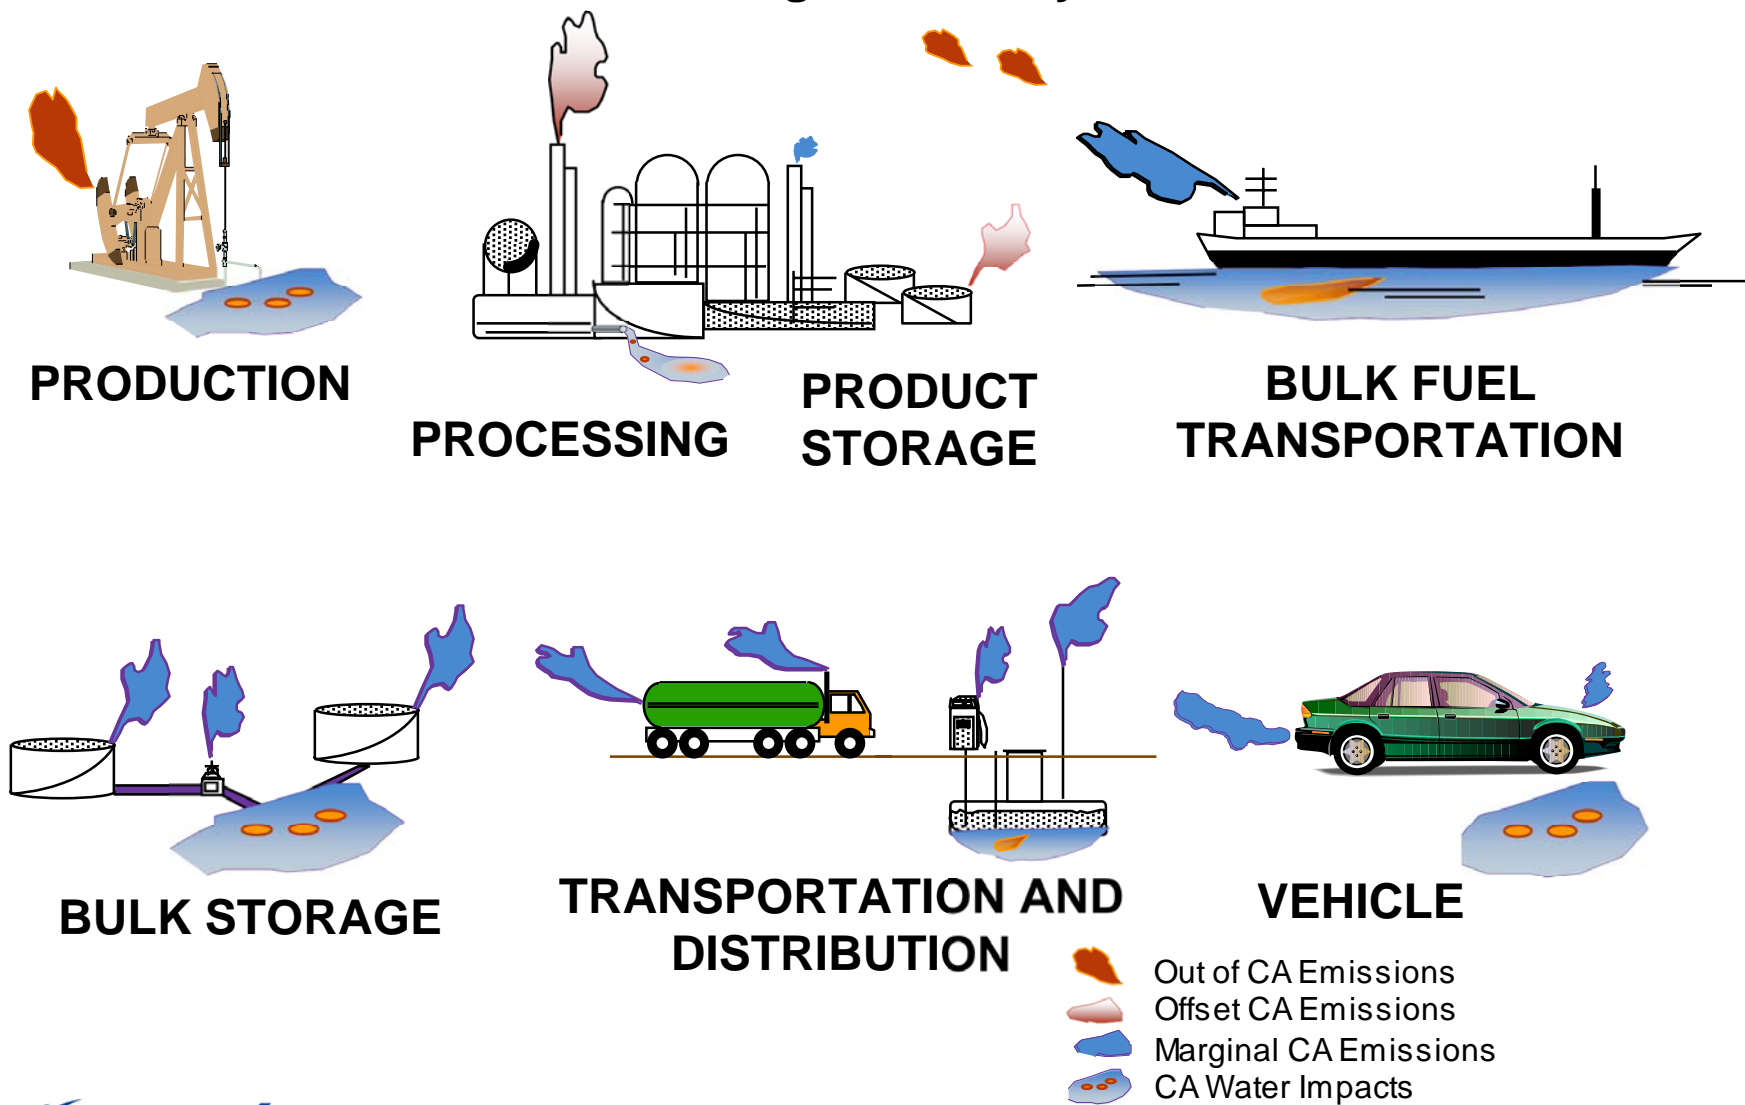 PRODUCTION
PROCESSING
PRODUCT
STORAGE
BULK FUEL
TRANSPORTATION
BULK STORAGE
TRANSPORTATION AND
DISTRIBUTION
VEHICLE
Out of CA Emissions
Offset CA Emissions
Marginal CA Emissions
CA Water Impacts